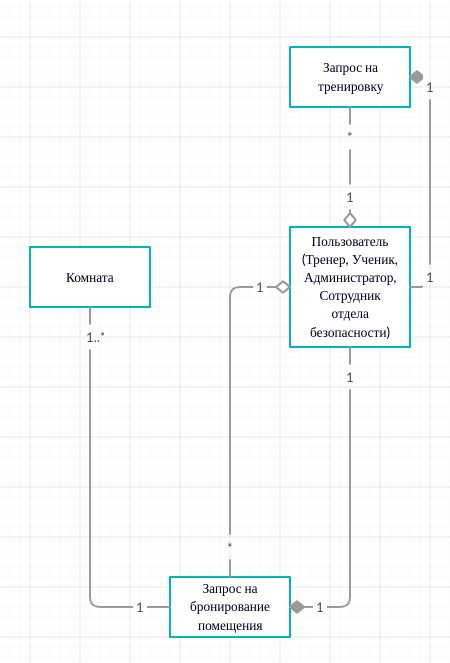 Запрос на
тренировку
1
*
1
Пользователь
(Тренер, Ученик,
Администратор,
Сотрудник
отдела
безопасности)
Комната
1
1
1..*
1
*
Запрос на
бронирование
помещения
1
1